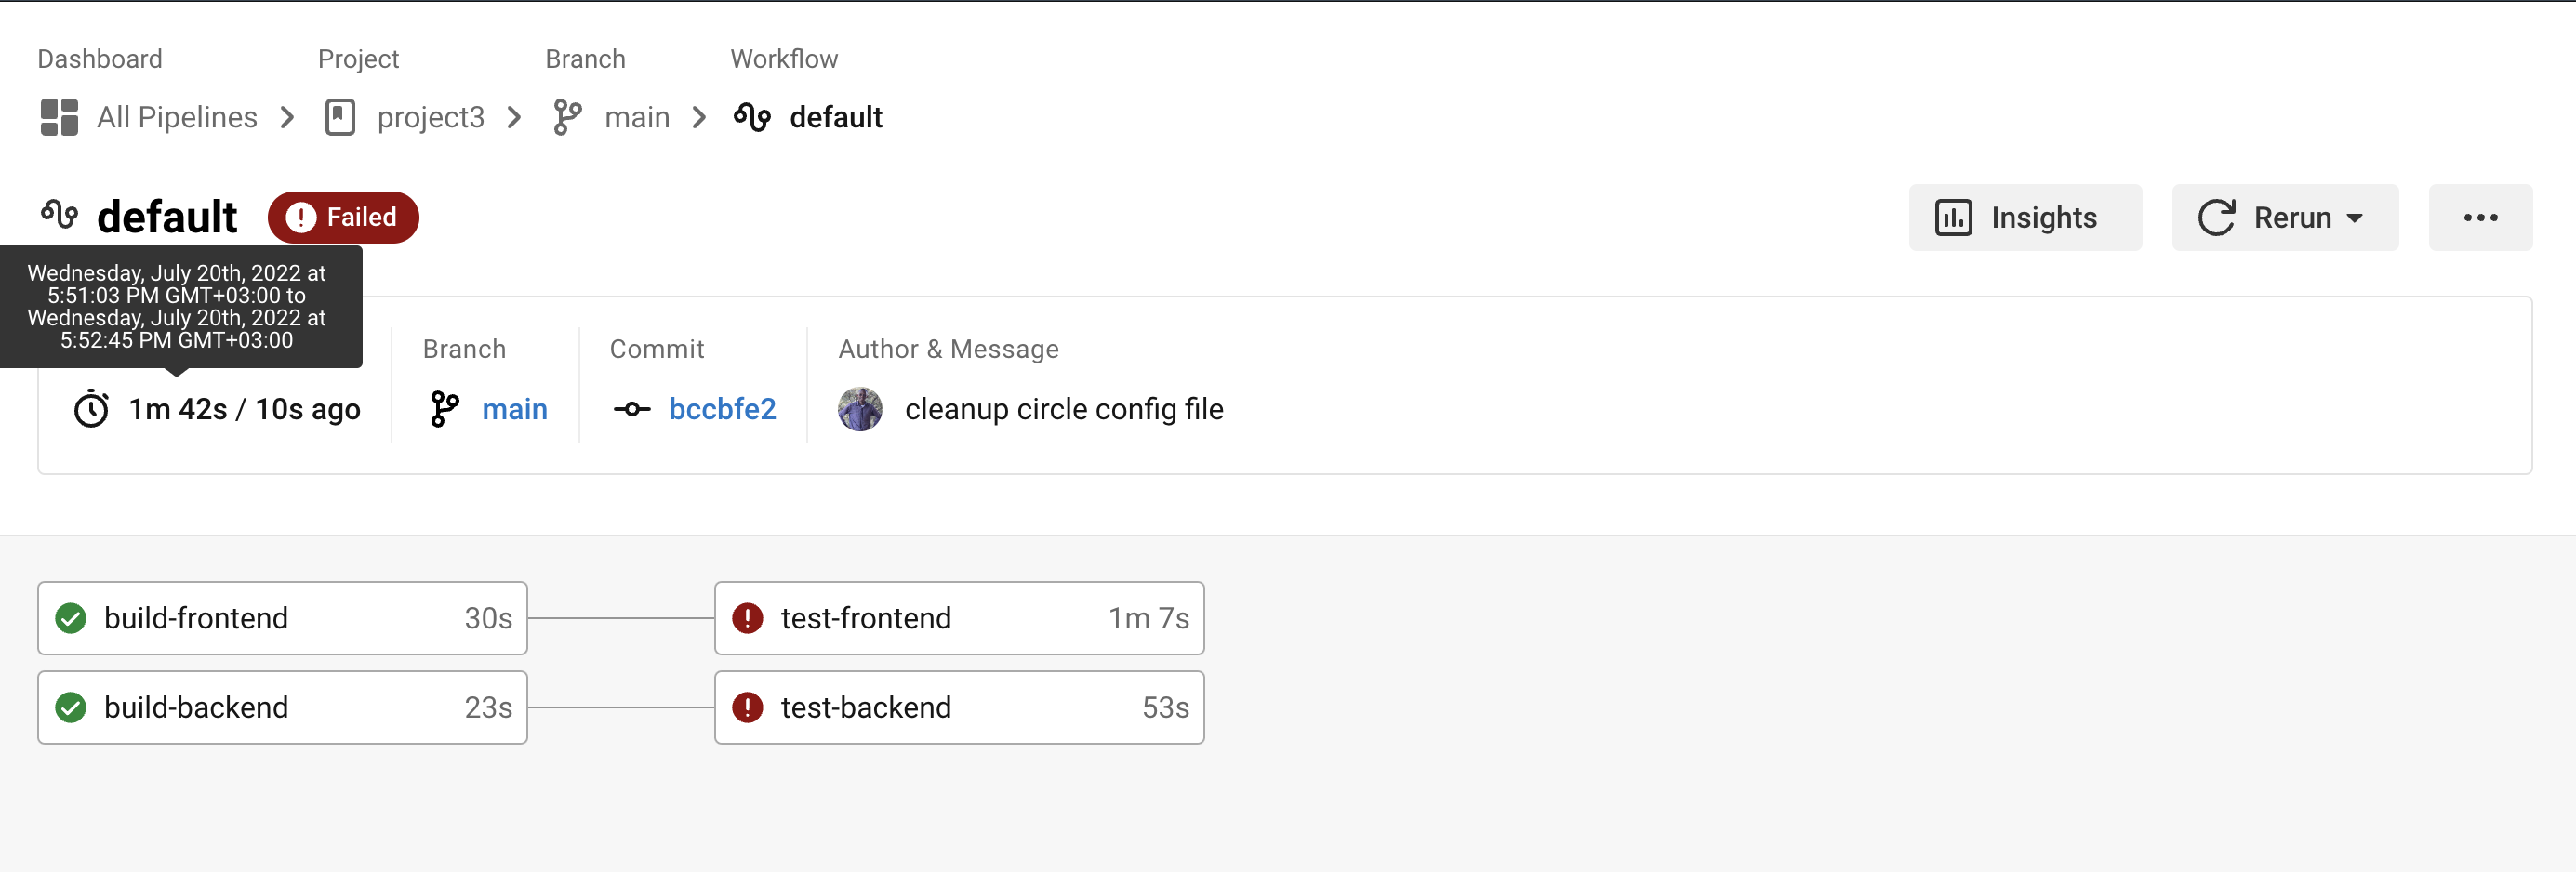 Dashboard Project Branch Workflow
All Pipelines project3 main default
default Failed Insights Rerun
Wednesday, July 20th, 2022 at
5:51:03 PM GMT+03:00 to
Wednesday, July 20th, 2022 at
5:52:45 PM GMT+03:00
Branch Commit Author & Message
1m 42s / 10s ago main bccbfe2 cleanup circle config file
build-frontend 30s test-frontend 1m 7s
build-backend 23s test-backend 53s